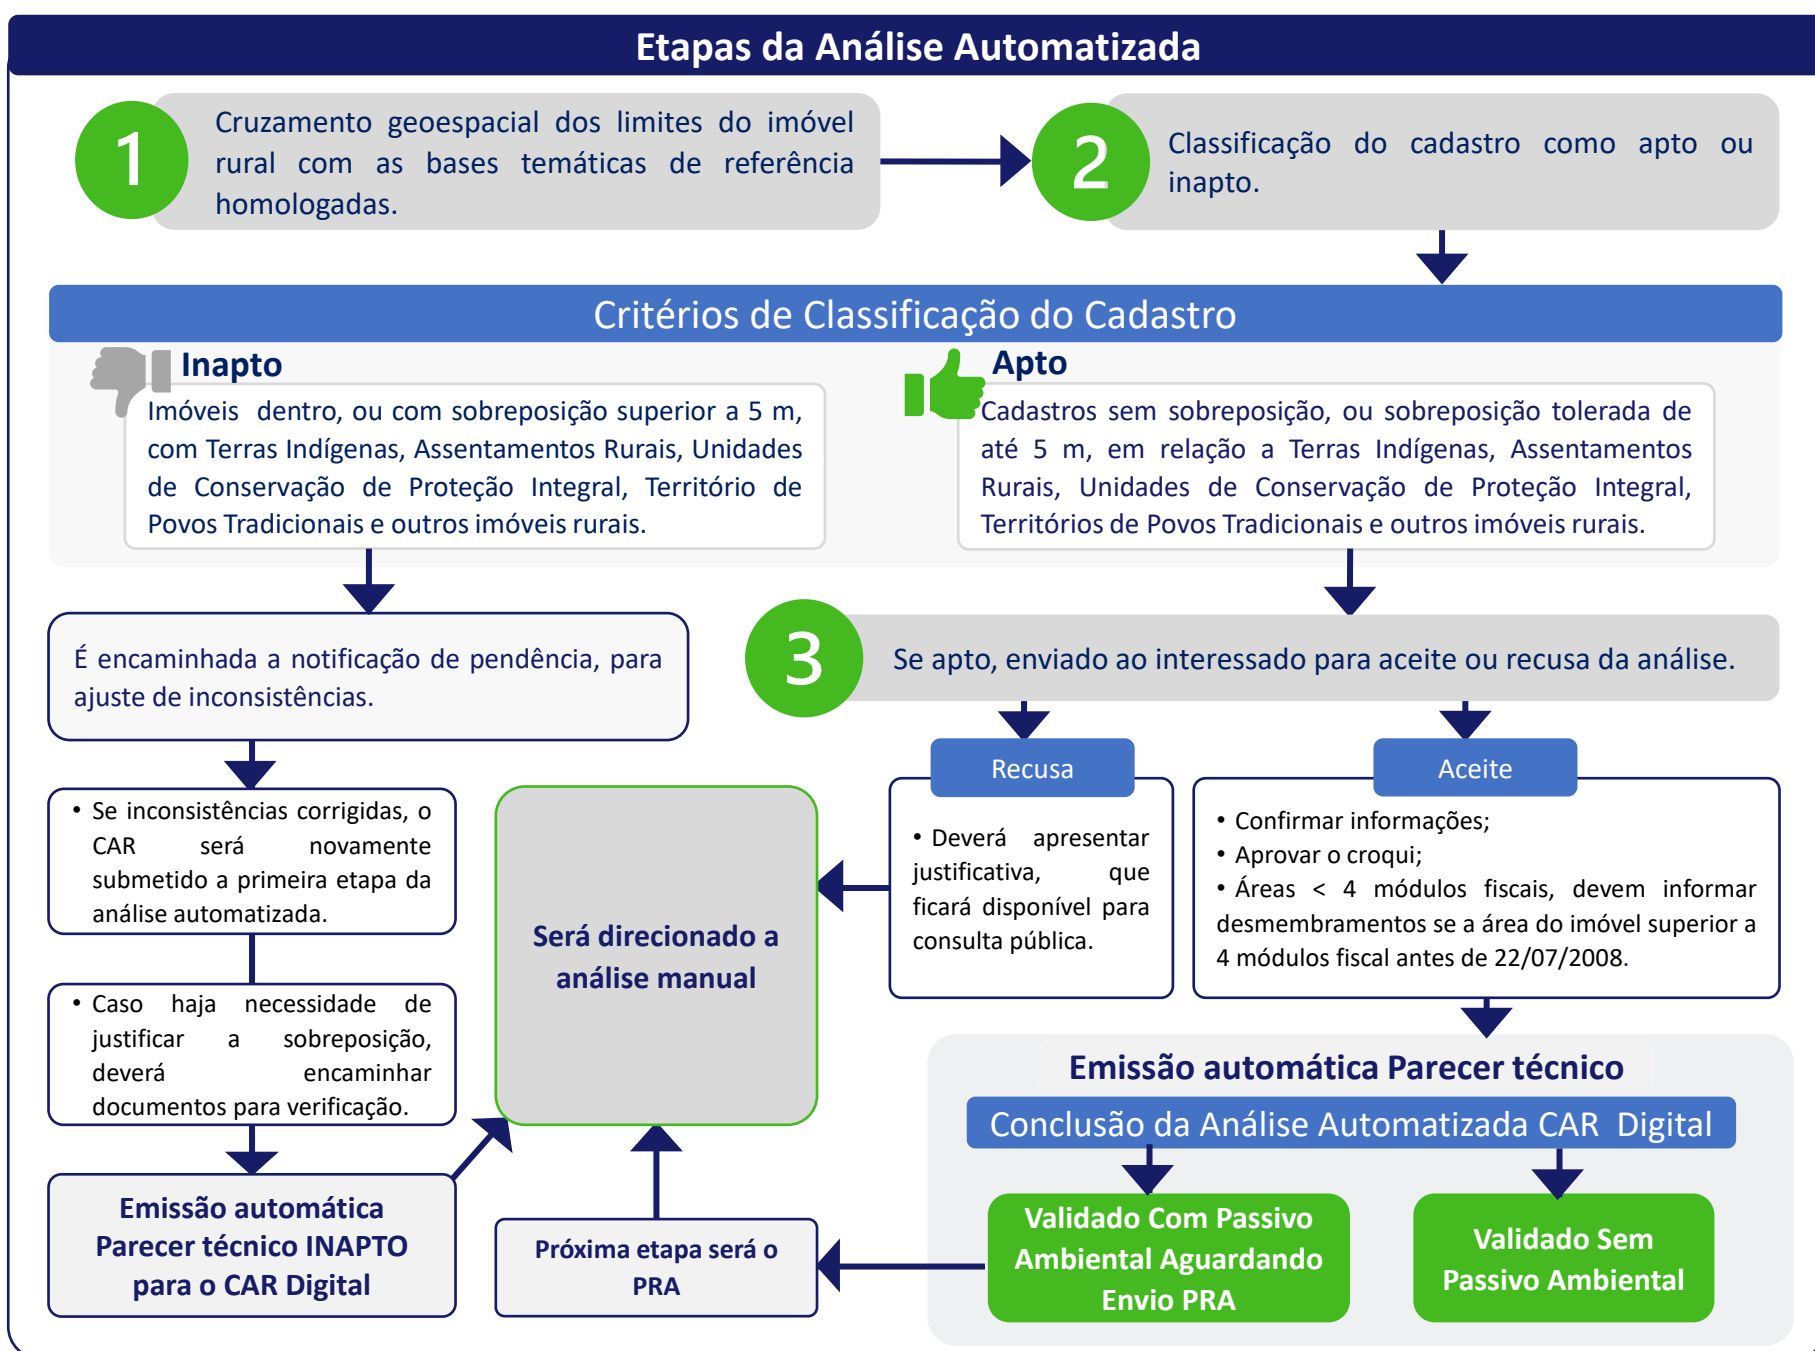 Etapas da Análise Automatizada
1
Cruzamento geoespacial dos limites do imóvel
rural com as bases temáticas de referência
homologadas.
2
Classificação do cadastro como apto ou
inapto.
Critérios de Classificação do Cadastro
Inapto
Imóveis dentro, ou com sobreposição superior a 5 m,
com Terras Indígenas, Assentamentos Rurais, Unidades
de Conservação de Proteção Integral, Território de
Povos Tradicionais e outros imóveis rurais.
Apto
Cadastros sem sobreposição, ou sobreposição tolerada de
até 5 m, em relação a Terras Indígenas, Assentamentos
Rurais, Unidades de Conservação de Proteção Integral,
Territórios de Povos Tradicionais e outros imóveis rurais.
É encaminhada a notificação de pendência, para
ajuste de inconsistências.
3
Se apto, enviado ao interessado para aceite ou recusa da análise.
• Se inconsistências corrigidas, o
CAR será novamente
submetido a primeira etapa da
análise automatizada.
• Caso haja necessidade de
justificar a sobreposição,
deverá encaminhar
documentos para verificação.
Emissão automática
Parecer técnico INAPTO
para o CAR Digital
Será direcionado a
análise manual
Recusa
• Deverá apresentar
justificativa, que
ficará disponível para
consulta pública.
Aceite
• Confirmar informações;
• Aprovar o croqui;
• Áreas < 4 módulos fiscais, devem informar
desmembramentos se a área do imóvel superior a
4 módulos fiscal antes de 22/07/2008.
Emissão automática Parecer técnico
Conclusão da Análise Automatizada CAR Digital
Validado Com Passivo
Ambiental Aguardando
Envio PRA
Validado Sem
Passivo Ambiental
Próxima etapa será o
PRA